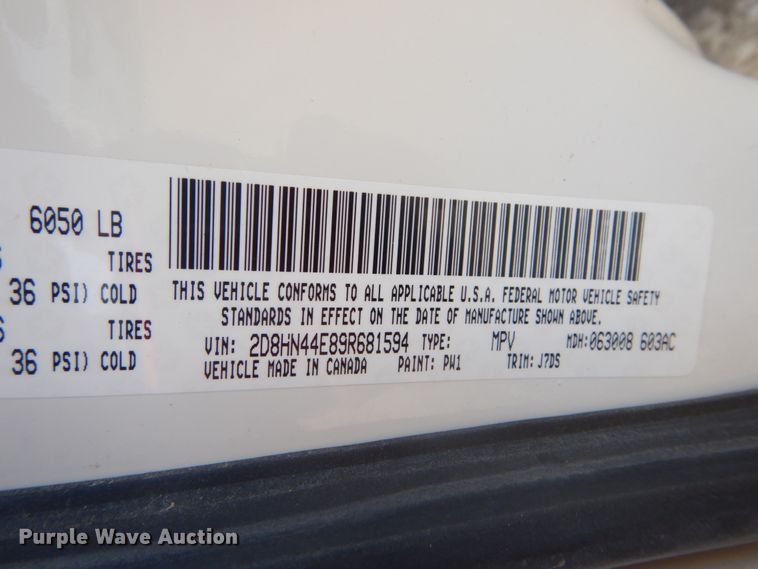 6050 LB
TIRES
36 PSI) COLD
TIRES
36 PSI) COLD
THIS VEHICLE CONFORMS TO ALL APPLICABLE U.S.A. FEDERAL MOTOR VEHICLE SAFETY
STANDARDS IN EFFECT ON THE DATE OF MANUFACTURE SHOWN ABOVE.
VIN: 2D8HN44E89R681594 TYPE: MPV MDH:063008 603AC
VEHICLE MADE IN CANADA PAINT: PW1 TRIM: J7DS
Purple Wave Auction